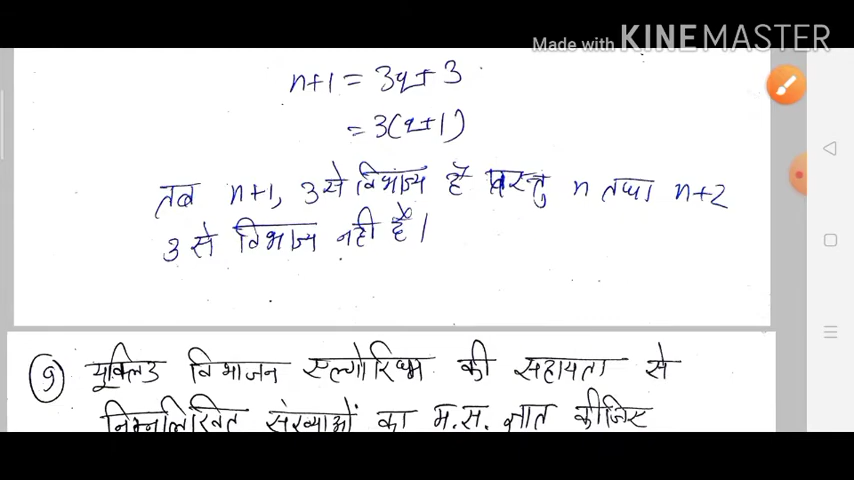 Made with KINEMASTER
n+1 = 3q+3
= 3(q+1)
तब n+1, 3 से विभाज्य है परन्तु n तथा n+2
3 से विभाज्य नही है।
9 यूक्लिड विभाजन एल्गोरिथ्म की सहायता से
निम्नलिखित संख्याओं का म.स. ज्ञात कीजिए